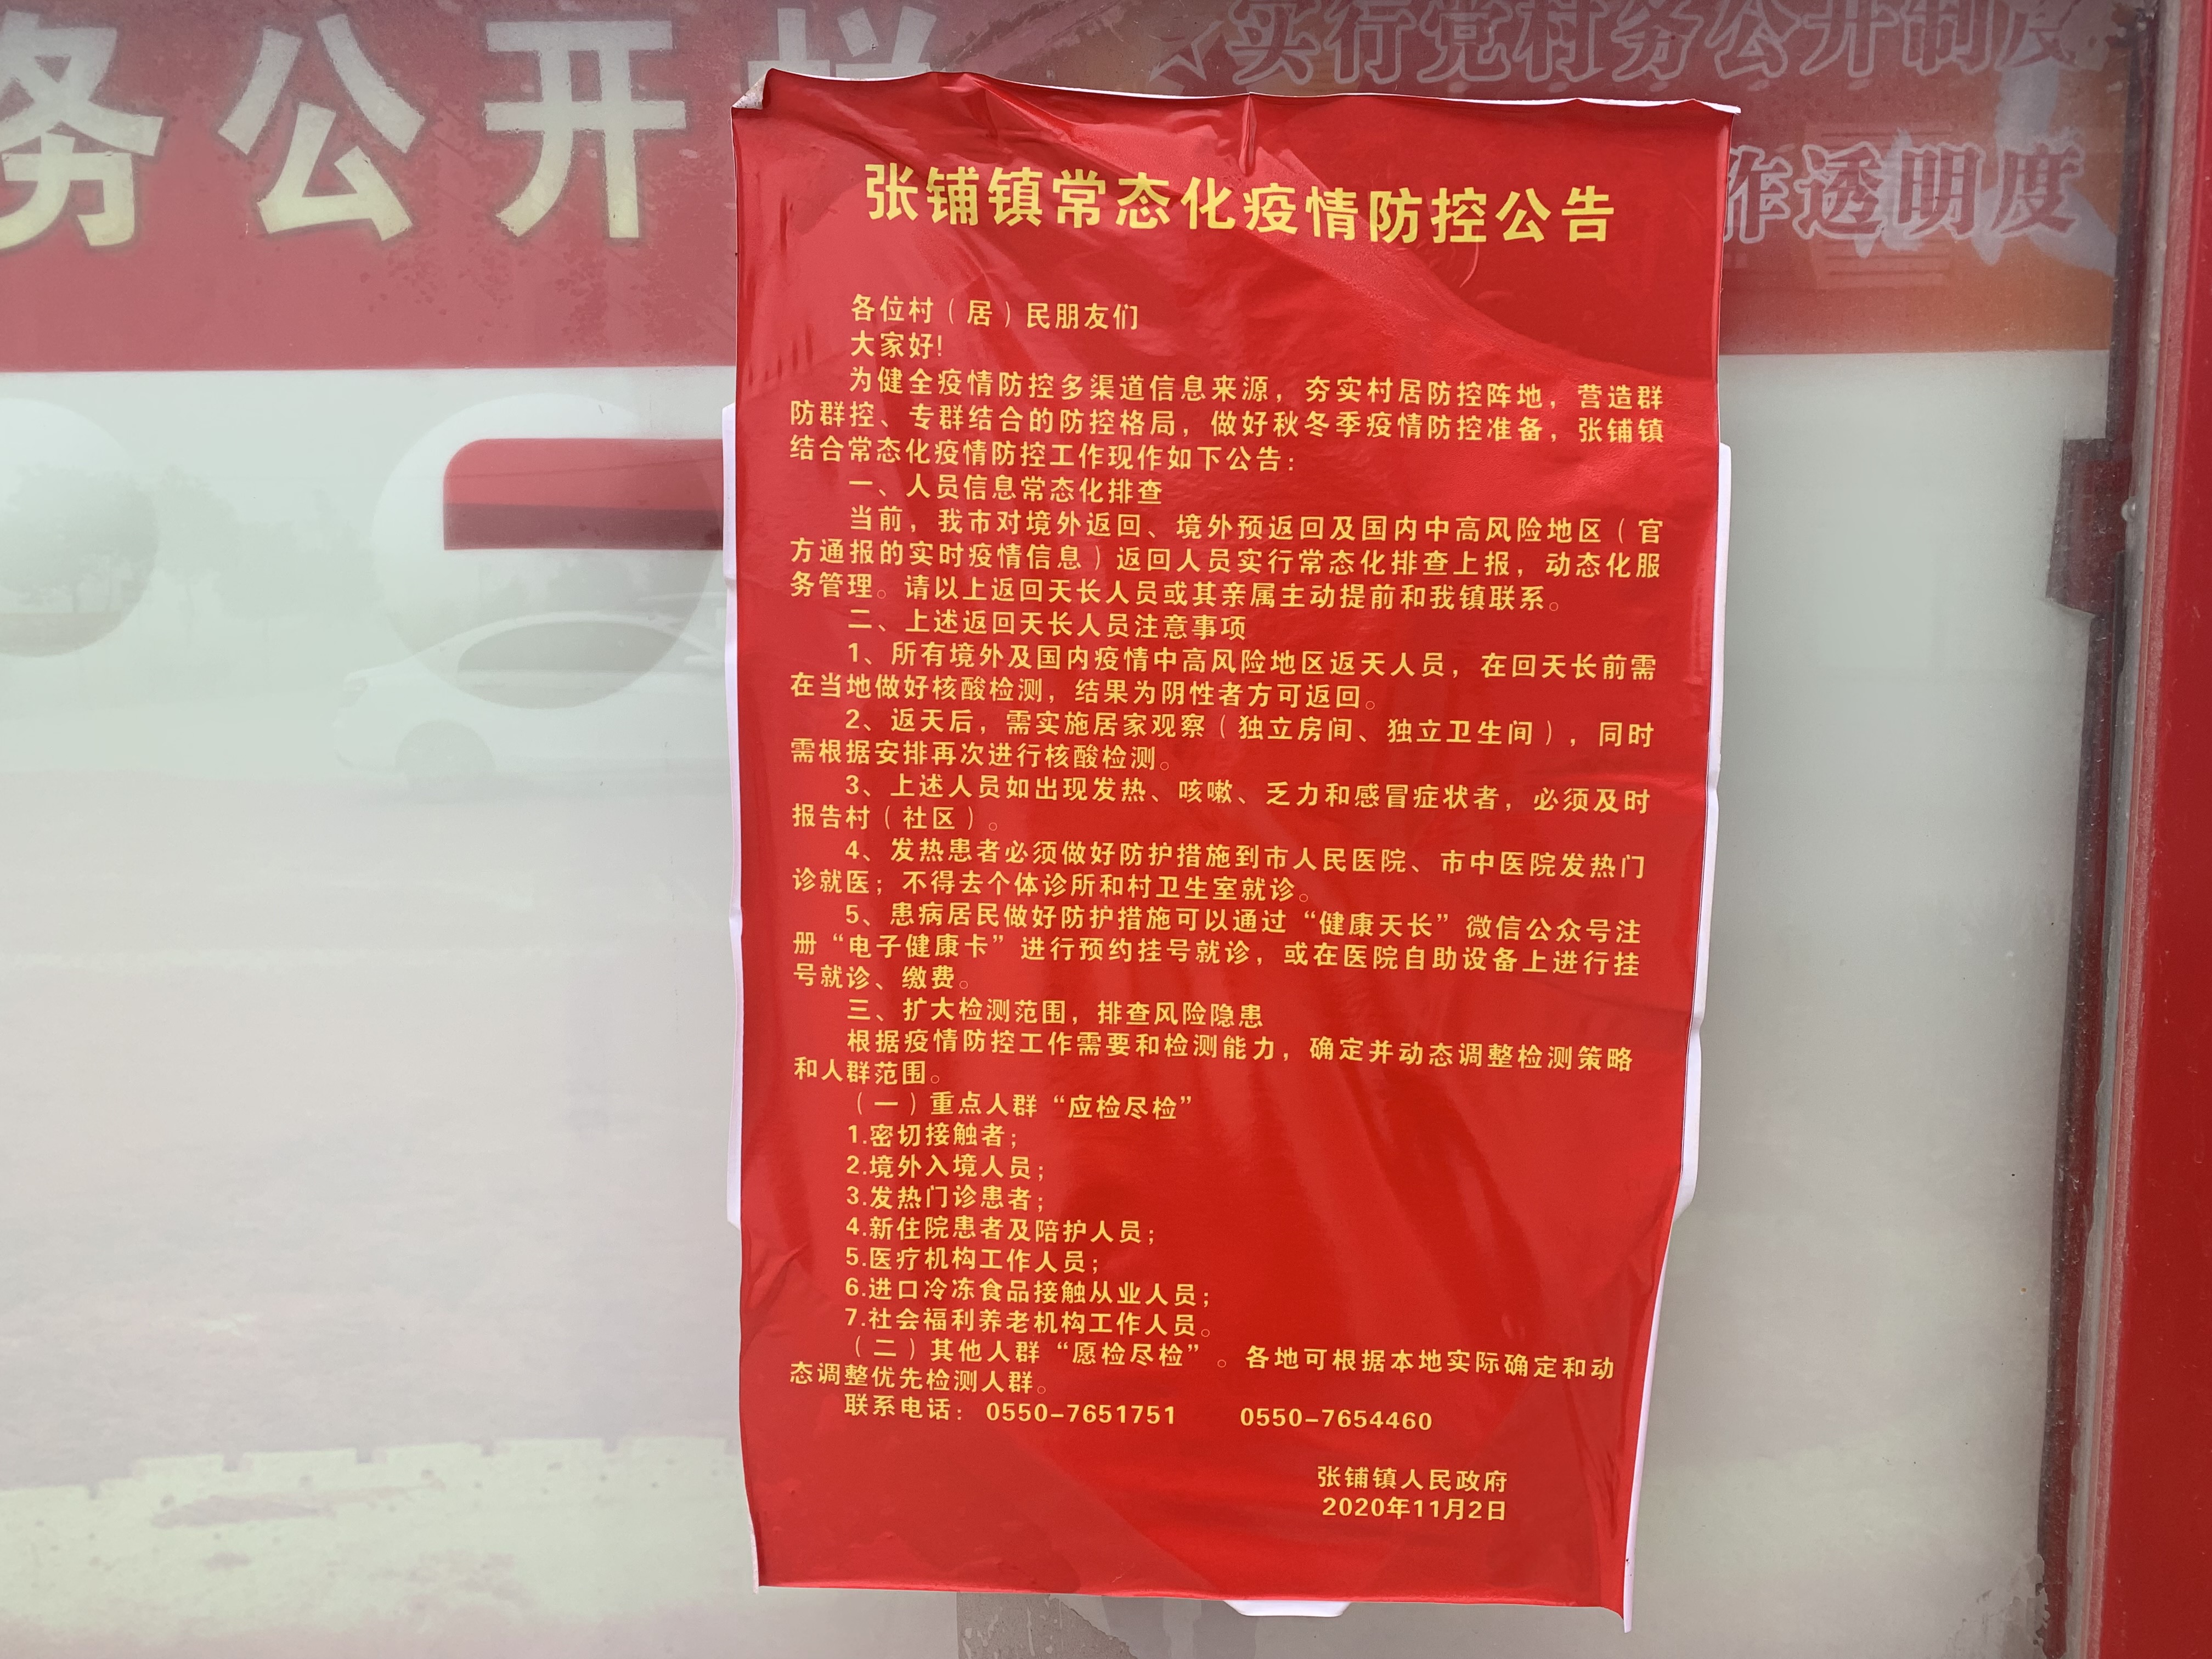 务公开栏
实行党村务公开制度
作透明度
张铺镇常态化疫情防控公告
各位村（居）民朋友们
大家好！
为健全疫情防控多渠道信息来源，夯实村居防控阵地，营造群
防群控、专群结合的防控格局，做好秋冬季疫情防控准备，张铺镇
结合常态化疫情防控工作现作如下公告：
一、人员信息常态化排查
当前，我市对境外返回、境外预返回及国内中高风险地区（官
方通报的实时疫情信息）返回人员实行常态化排查上报，动态化服
务管理。请以上返回天长人员或其亲属主动提前和我镇联系。
二、上述返回天长人员注意事项
1、所有境外及国内疫情中高风险地区返天人员，在回天长前需
在当地做好核酸检测，结果为阴性者方可返回。
2、返天后，需实施居家观察（独立房间、独立卫生间），同时
需根据安排再次进行核酸检测。
3、上述人员如出现发热、咳嗽、乏力和感冒症状者，必须及时
报告村（社区）。
4、发热患者必须做好防护措施到市人民医院、市中医院发热门
诊就医；不得去个体诊所和村卫生室就诊。
5、患病居民做好防护措施可以通过“健康天长”微信公众号注
册“电子健康卡”进行预约挂号就诊，或在医院自助设备上进行挂
号就诊、缴费。
三、扩大检测范围，排查风险隐患
根据疫情防控工作需要和检测能力，确定并动态调整检测策略
和人群范围。
（一）重点人群“应检尽检”
1.密切接触者；
2.境外入境人员；
3.发热门诊患者；
4.新住院患者及陪护人员；
5.医疗机构工作人员；
6.进口冷冻食品接触从业人员；
7.社会福利养老机构工作人员。
（二）其他人群“愿检尽检”。各地可根据本地实际确定和动
态调整优先检测人群。
联系电话：0550-7651751 0550-7654460
张铺镇人民政府
2020年11月2日